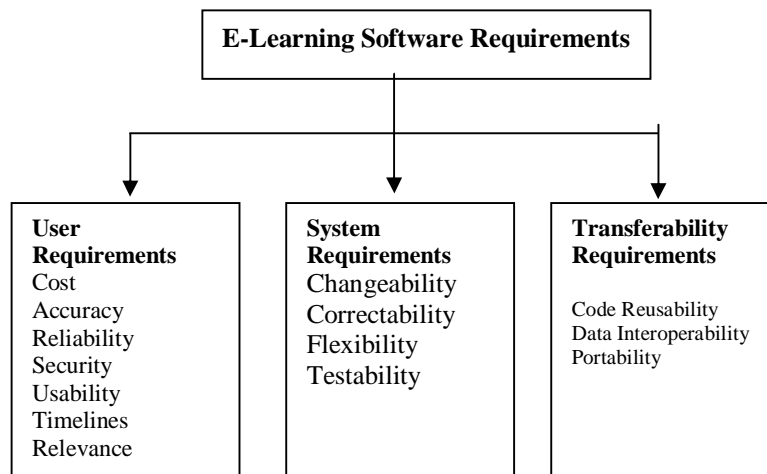 E-Learning Software Requirements
User
Requirements
Cost
Accuracy
Reliability
Security
Usability
Timelines
Relevance
System
Requirements
Changeability
Correctability
Flexibility
Testability
Transferability
Requirements
Code Reusability
Data Interoperability
Portability